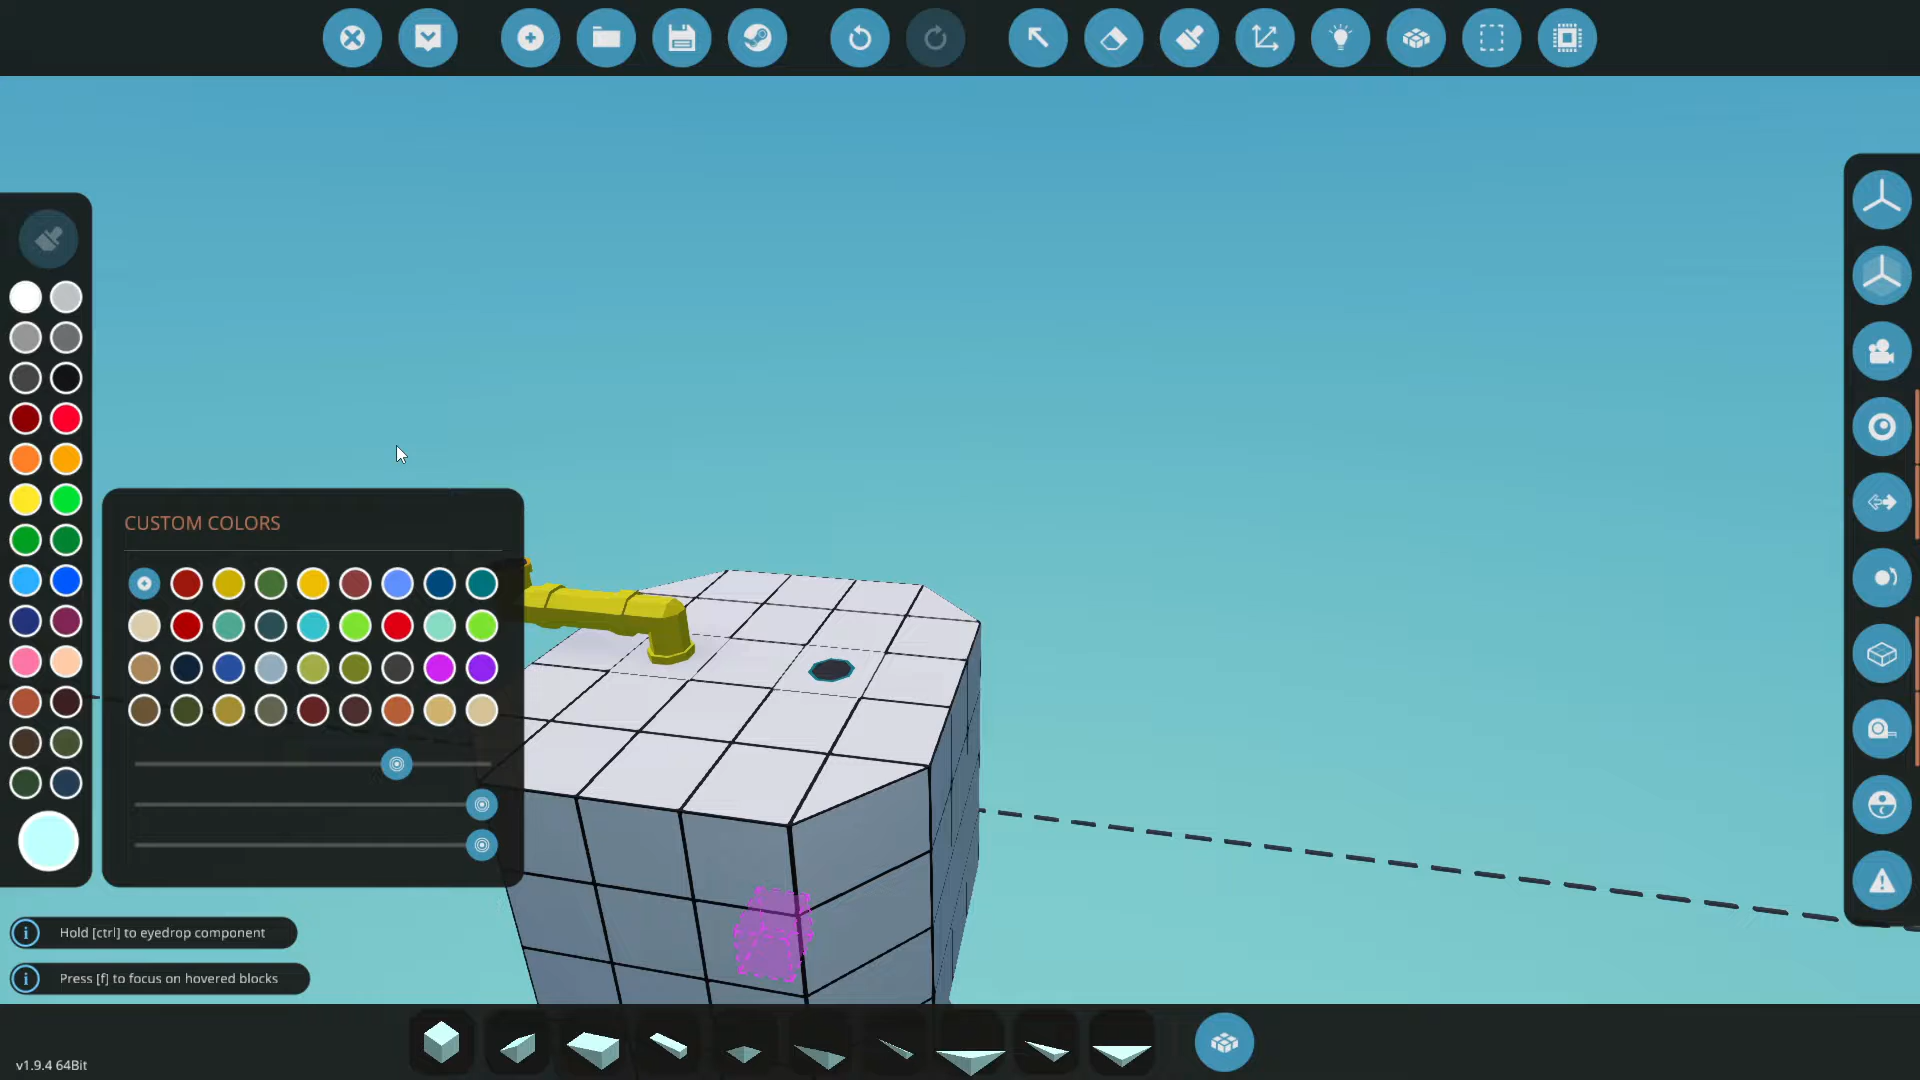 CUSTOM COLORS
Hold [ctrl] to eyedrop component
Press [f] to focus on hovered blocks
v1.9.4 64Bit